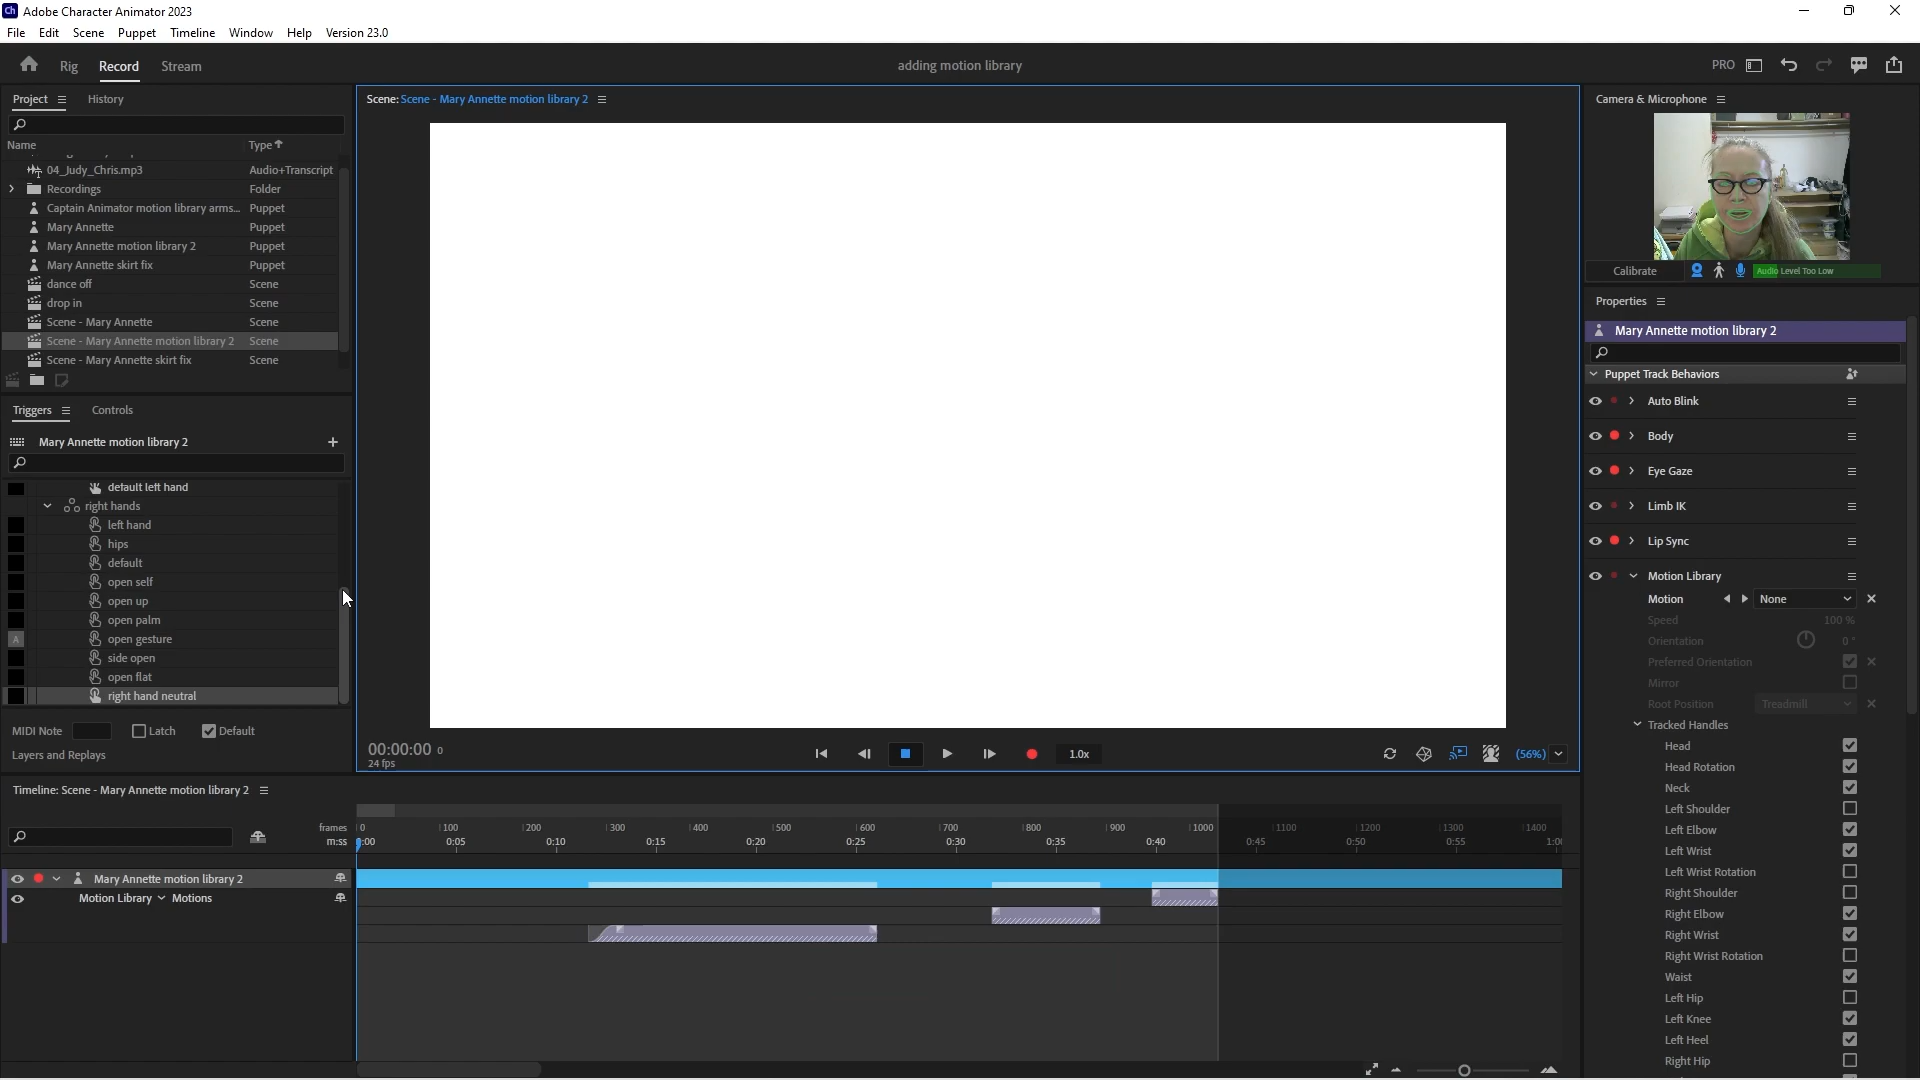 Ch Adobe Character Animator 2023
File Edit Scene Puppet Timeline Window Help Version 23.0
Rig Record Stream adding motion library PRO
Project History
Scene: Scene - Mary Annette motion library 2
Camera & Microphone
Name Type
04_Judy_Chris.mp3 Audio+Transcript
Recordings Folder
Captain Animator motion library arms... Puppet
Mary Annette Puppet
Mary Annette motion library 2 Puppet
Mary Annette skirt fix Puppet
dance off Scene
drop in Scene
Scene - Mary Annette Scene
Scene - Mary Annette motion library 2 Scene
Scene - Mary Annette skirt fix Scene
Calibrate Audio Level Too Low
Properties
Mary Annette motion library 2
Puppet Track Behaviors
Auto Blink
Body
Eye Gaze
Limb IK
Lip Sync
Motion Library
Motion None
Speed 100 %
Orientation 0 °
Preferred Orientation
Mirror
Root Position Treadmill
Tracked Handles
Head
Head Rotation
Neck
Left Shoulder
Left Elbow
Left Wrist
Left Wrist Rotation
Right Shoulder
Right Elbow
Right Wrist
Right Wrist Rotation
Waist
Left Hip
Left Knee
Left Heel
Right Hip
Triggers Controls
Mary Annette motion library 2 +
default left hand
right hands
left hand
hips
default
open self
open up
open palm
A open gesture
side open
open flat
right hand neutral
MIDI Note Latch Default
Layers and Replays
00:00:00 0
24 fps
1.0x (56%)
Timeline: Scene - Mary Annette motion library 2
frames 0 100 200 300 400 500 600 700 800 900 1000 1100 1200 1300 1400
m:ss 0:00 0:05 0:10 0:15 0:20 0:25 0:30 0:35 0:40 0:45 0:50 0:55
Mary Annette motion library 2
Motion Library Motions